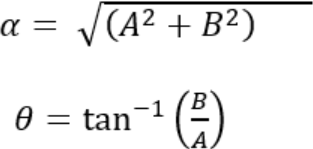 α = √(A² + B²)
θ = tan⁻¹ (B/A)